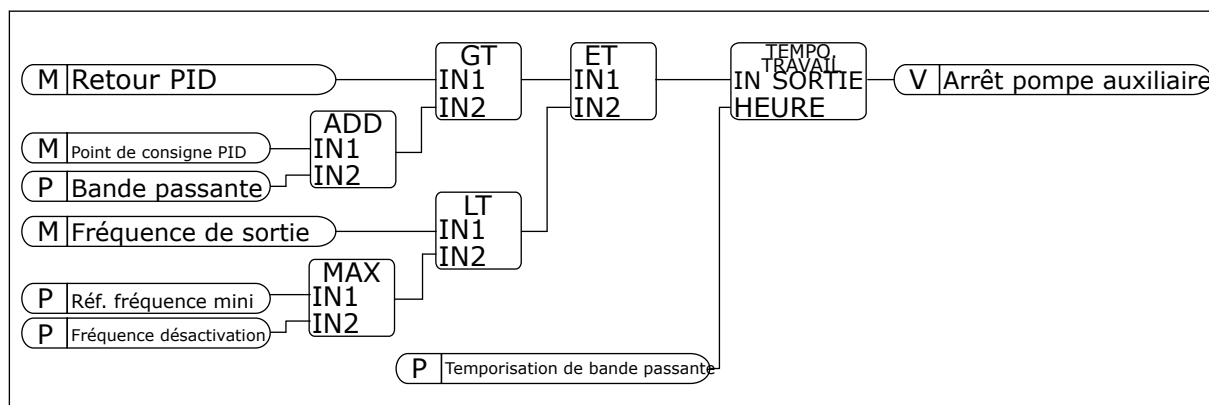 GT
IN1
IN2
ET
IN1
IN2
TEMPO.
TRAVAIL
IN SORTIE
HEURE
M Retour PID
V Arrêt pompe auxiliaire
ADD
IN1
IN2
M Point de consigne PID
P Bande passante
LT
IN1
IN2
M Fréquence de sortie
MAX
IN1
IN2
P Réf. fréquence mini
P Fréquence désactivation
P Temporisation de bande passante